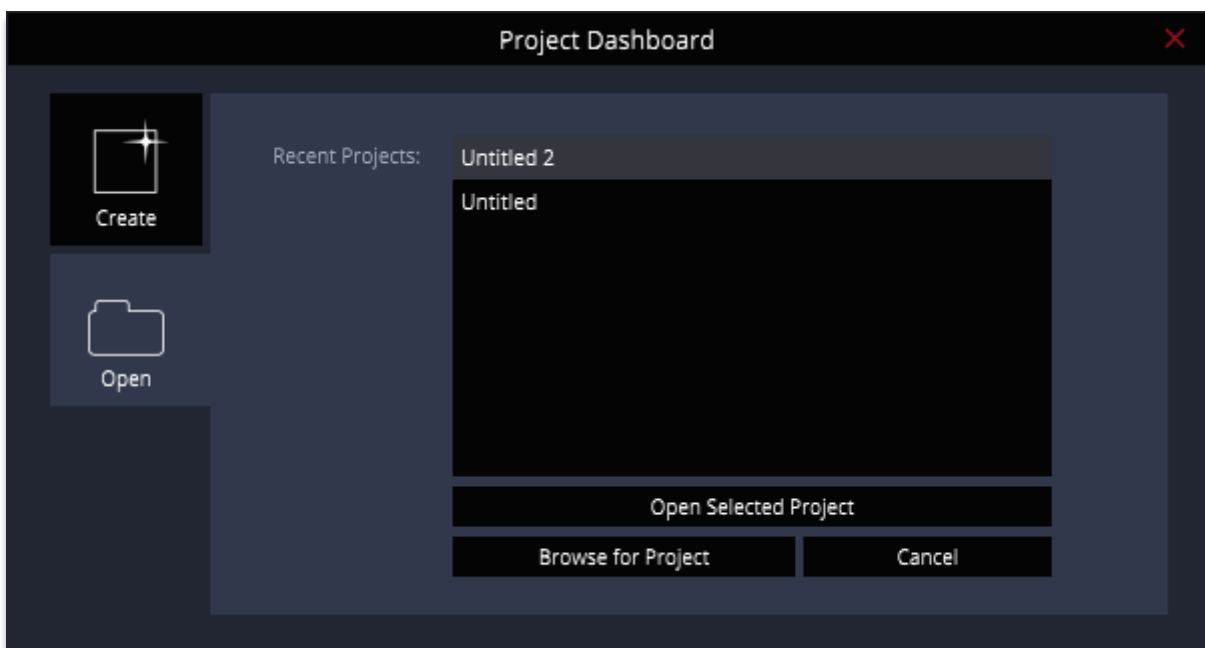 Project Dashboard
Create
Open
Recent Projects:
Untitled 2
Untitled
Open Selected Project
Browse for Project
Cancel